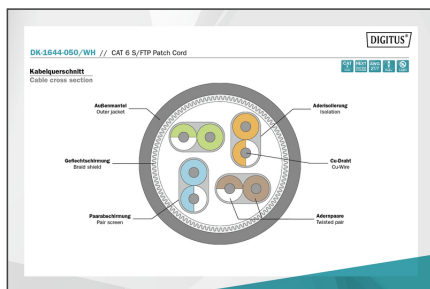 DIGITUS®
DK-1644-050/WH // CAT 6 S/FTP Patch Cord
Kabelquerschnitt
Cable cross section
Außenmantel
Outer jacket
Aderisolierung
Isolation
Geflechtschirmung
Braid shield
Cu-Draht
Cu-Wire
Paarabschirmung
Pair screen
Adernpaare
Twisted pair